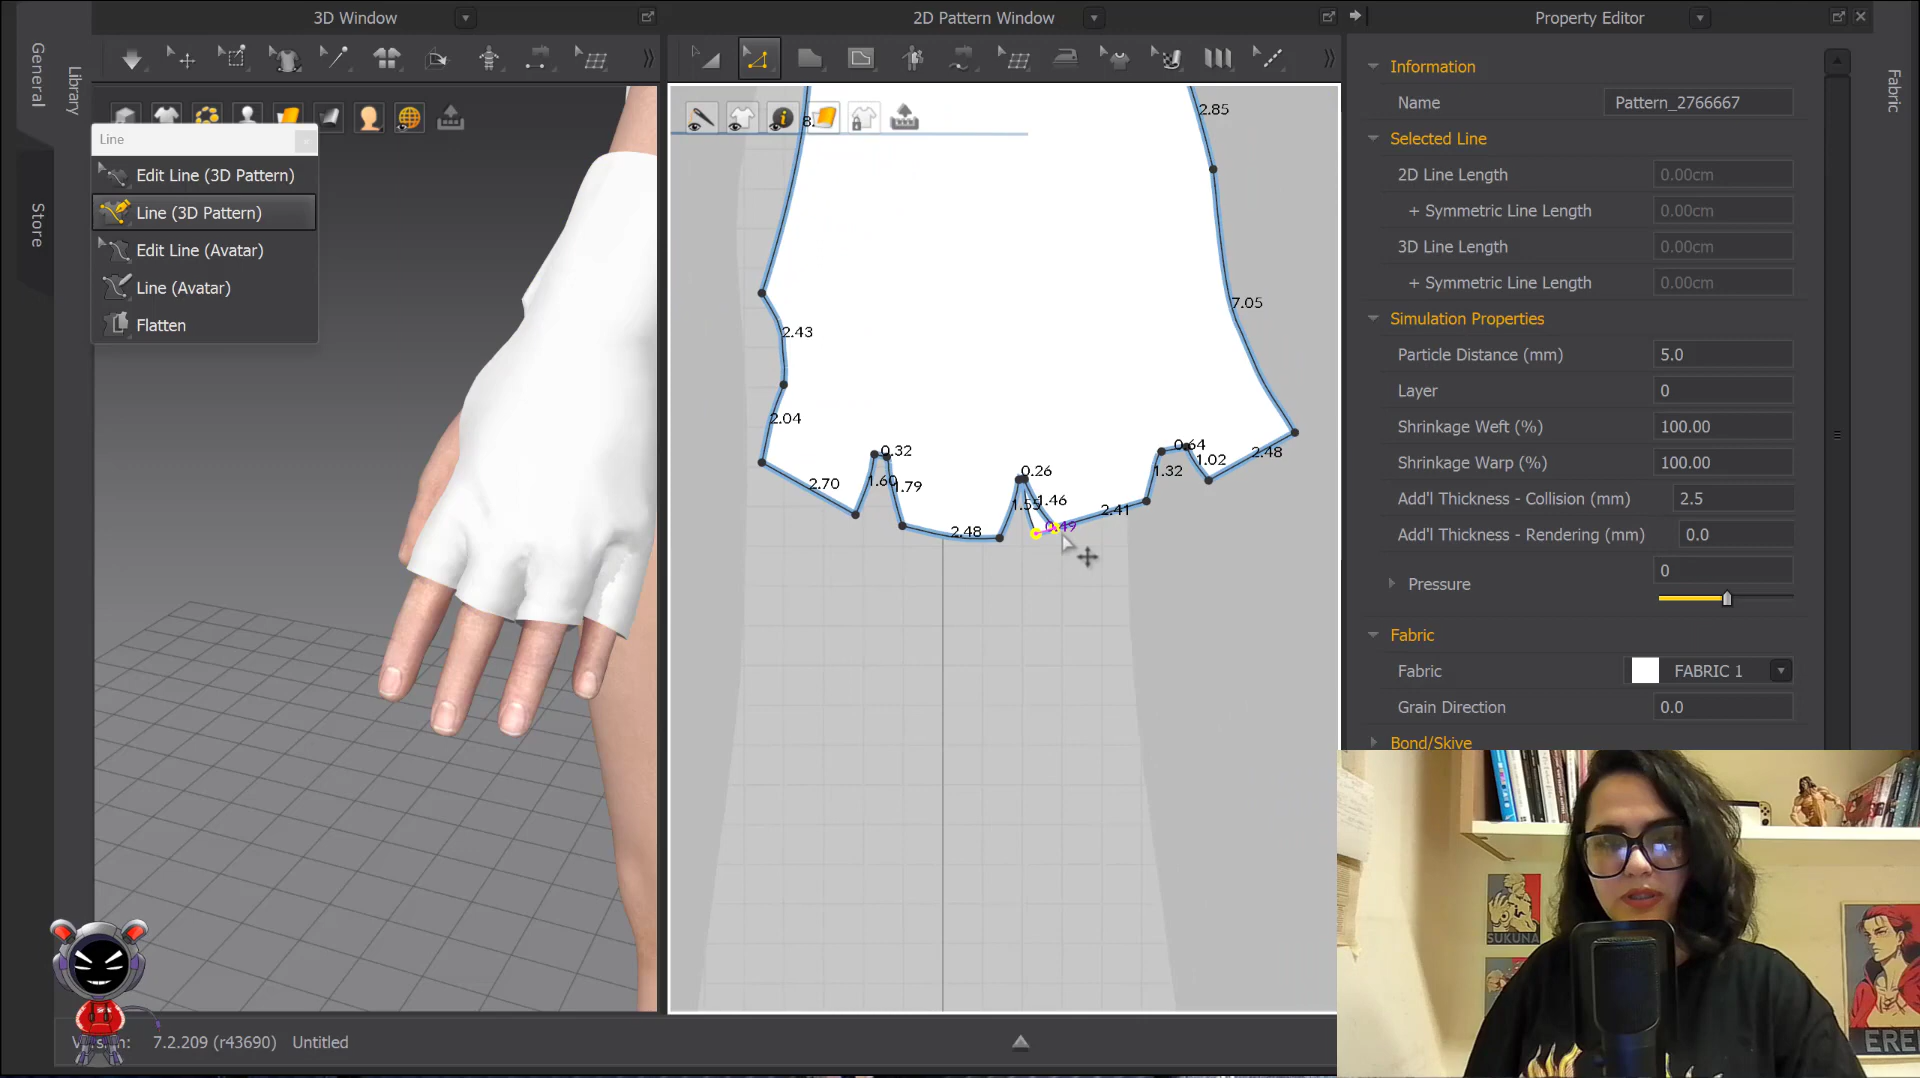 3D Window
2D Pattern Window
Property Editor
General
Library
Store
Fabric
Line
Edit Line (3D Pattern)
Line (3D Pattern)
Edit Line (Avatar)
Line (Avatar)
Flatten
2.85
7.05
2.43
2.04
2.70
0.32
1.60
1.79
2.48
0.26
1.55
1.46
0.49
2.41
1.32
0.64
1.02
2.48
Information
Name
Pattern_2766667
Selected Line
2D Line Length
0.00cm
+ Symmetric Line Length
0.00cm
3D Line Length
0.00cm
+ Symmetric Line Length
0.00cm
Simulation Properties
Particle Distance (mm)
5.0
Layer
0
Shrinkage Weft (%)
100.00
Shrinkage Warp (%)
100.00
Add'l Thickness - Collision (mm)
2.5
Add'l Thickness - Rendering (mm)
0.0
Pressure
0
Fabric
Fabric
FABRIC 1
Grain Direction
0.0
Bond/Skive
SUKUNA
7.2.209 (r43690)
Untitled